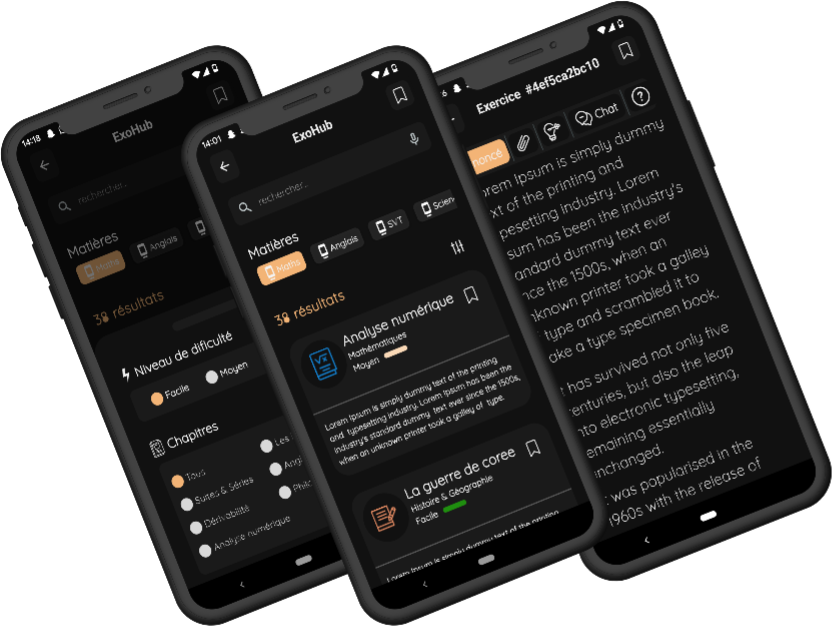 14:18
ExoHub
rechercher..
Matières
Maths
Anglais
38 résultats
Niveau de dificulté
Facile
Moyen
Chapitres
Tous
Les
Suites & Séries
Dérivabilité
Analyse numérique
14:01
ExoHub
rechercher..
Matières
Maths
Anglais
SVT
Scien
38 résultats
Analyse numérique
Mathématiques
Moyen
Lorem Ipsum is simply dummy text of the printing
and typesetting industry. Lorem Ipsum has been the
industry's standard dummy text ever since the 1500s,
when an unknown printer took a galley of type.
La guerre de coree
Histoire & Géographie
Facile
Lorem Ipsum is simply dummy text of the printing
Exercice #4ef5ca2bc10
noncé
Chat
?
orem Ipsum is simply dummy
xt of the printing and
pesetting industry. Lorem
sum has been the industry's
andard dummy text ever
nce the 1500s, when an
nknown printer took a galley
type and scrambled it to
ake a type specimen book.
t has survived not only five
enturies, but also the leap
nto electronic typesetting,
emaining essentially
nchanged.
t was popularised in the
1960s with the release of